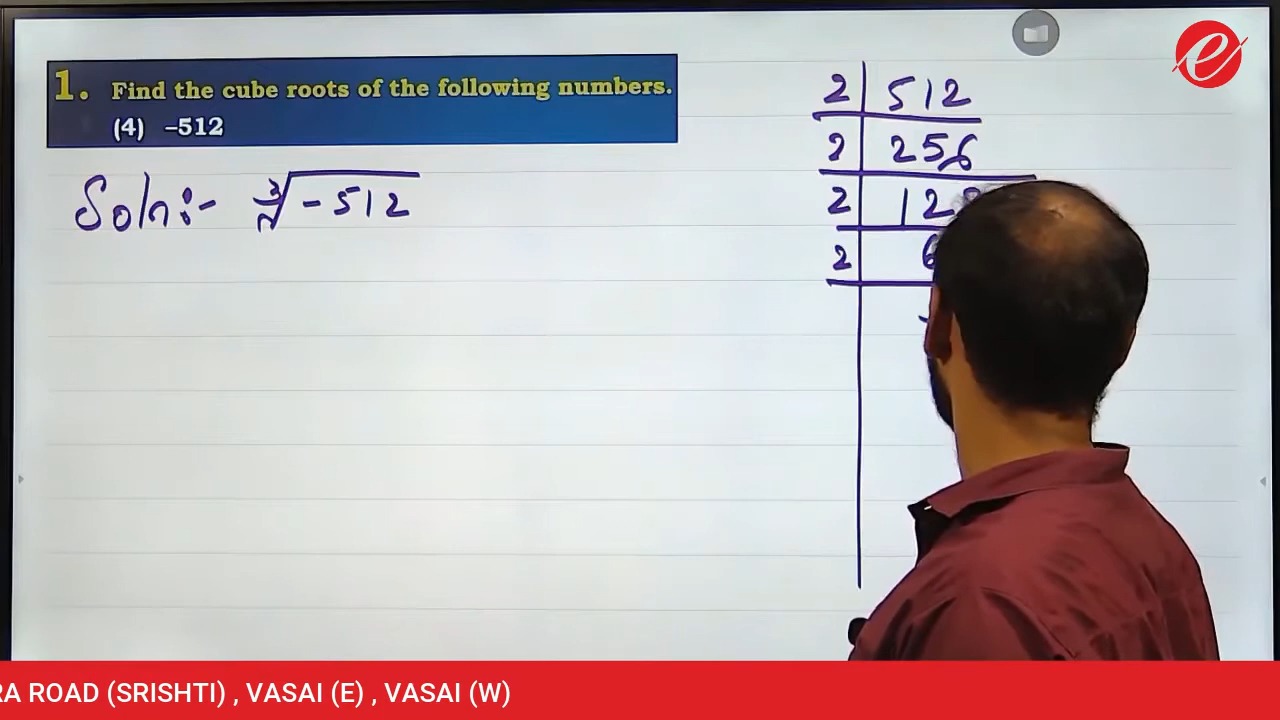 1. Find the cube roots of the following numbers.
(4) -512
Soln:- ∛-512
2 | 512
2 | 256
2 | 12
2 | 6
RA ROAD (SRISHTI) , VASAI (E) , VASAI (W)